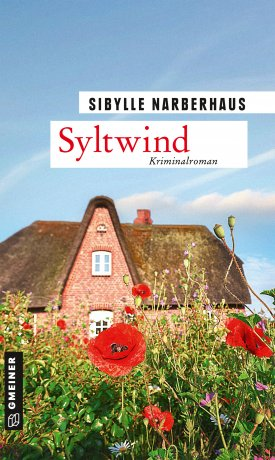 SIBYLLE NARBERHAUS
Syltwind
Kriminalroman
GMEINER